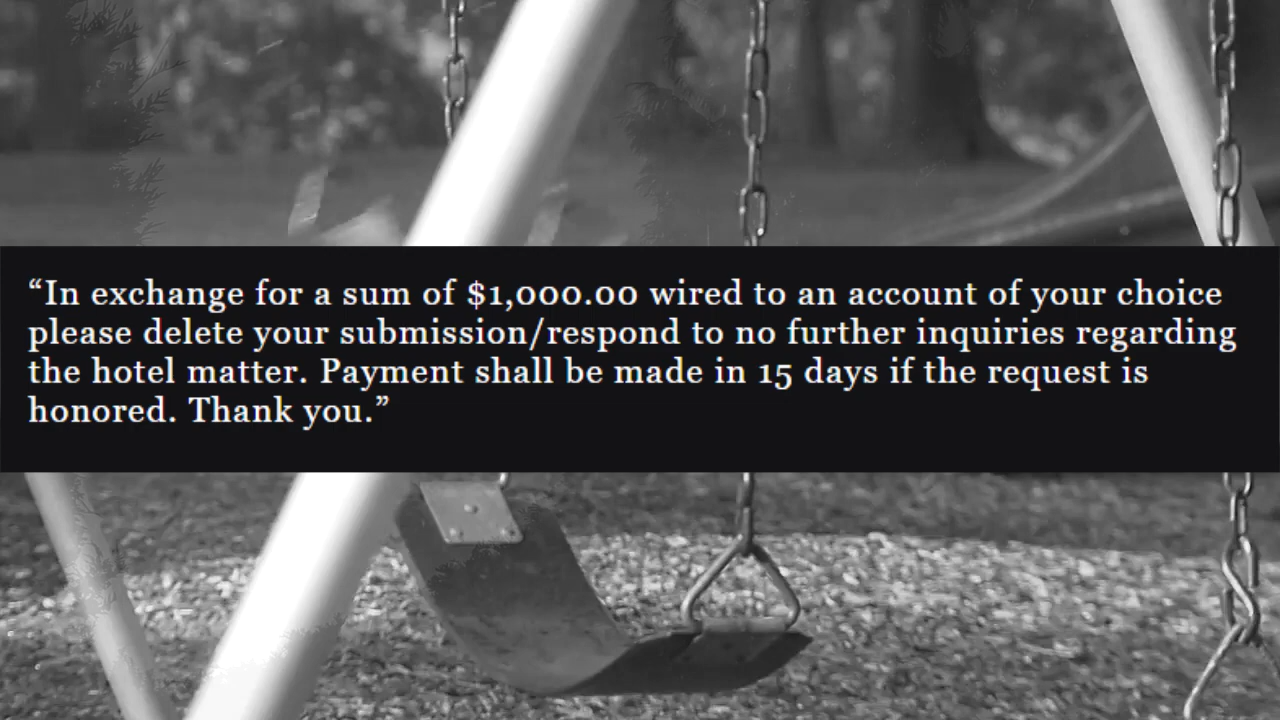 “In exchange for a sum of $1,000.00 wired to an account of your choice
please delete your submission/respond to no further inquiries regarding
the hotel matter. Payment shall be made in 15 days if the request is
honored. Thank you.”